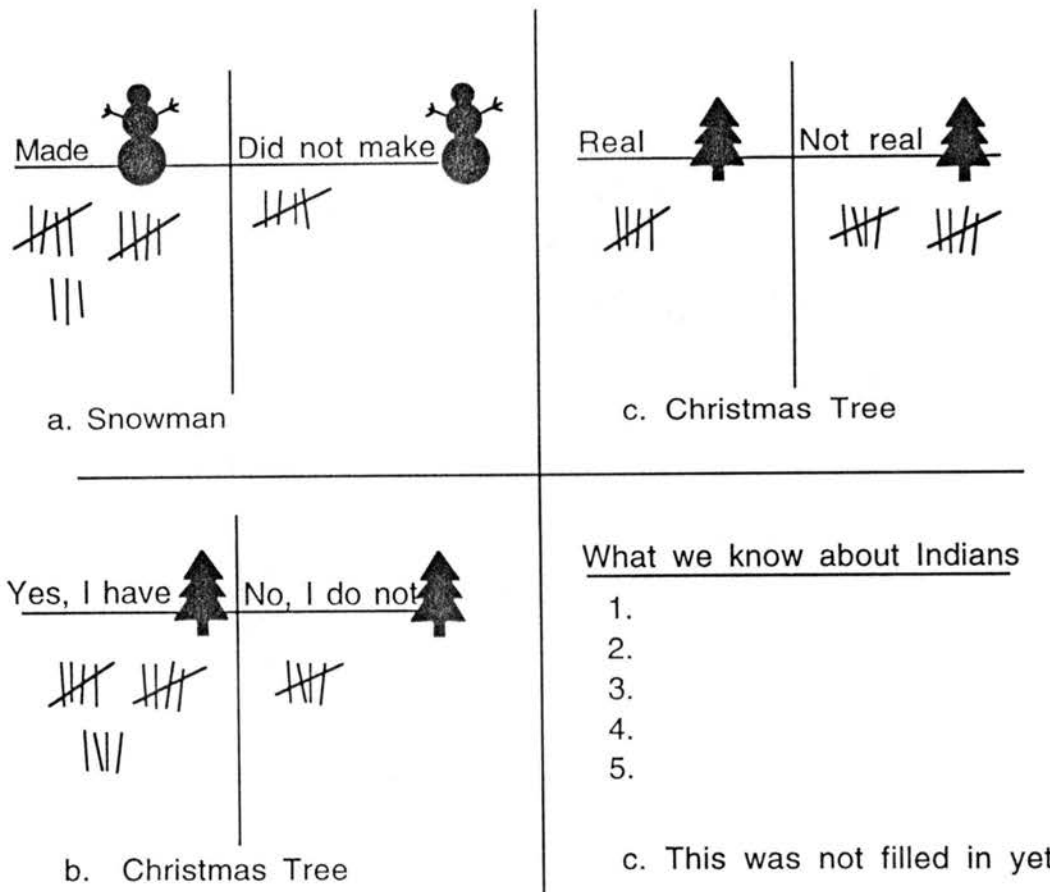 Made
Did not make
a. Snowman
Real
Not real
c. Christmas Tree
Yes, I have
No, I do not
b. Christmas Tree
What we know about Indians
1.
2.
3.
4.
5.
c. This was not filled in yet